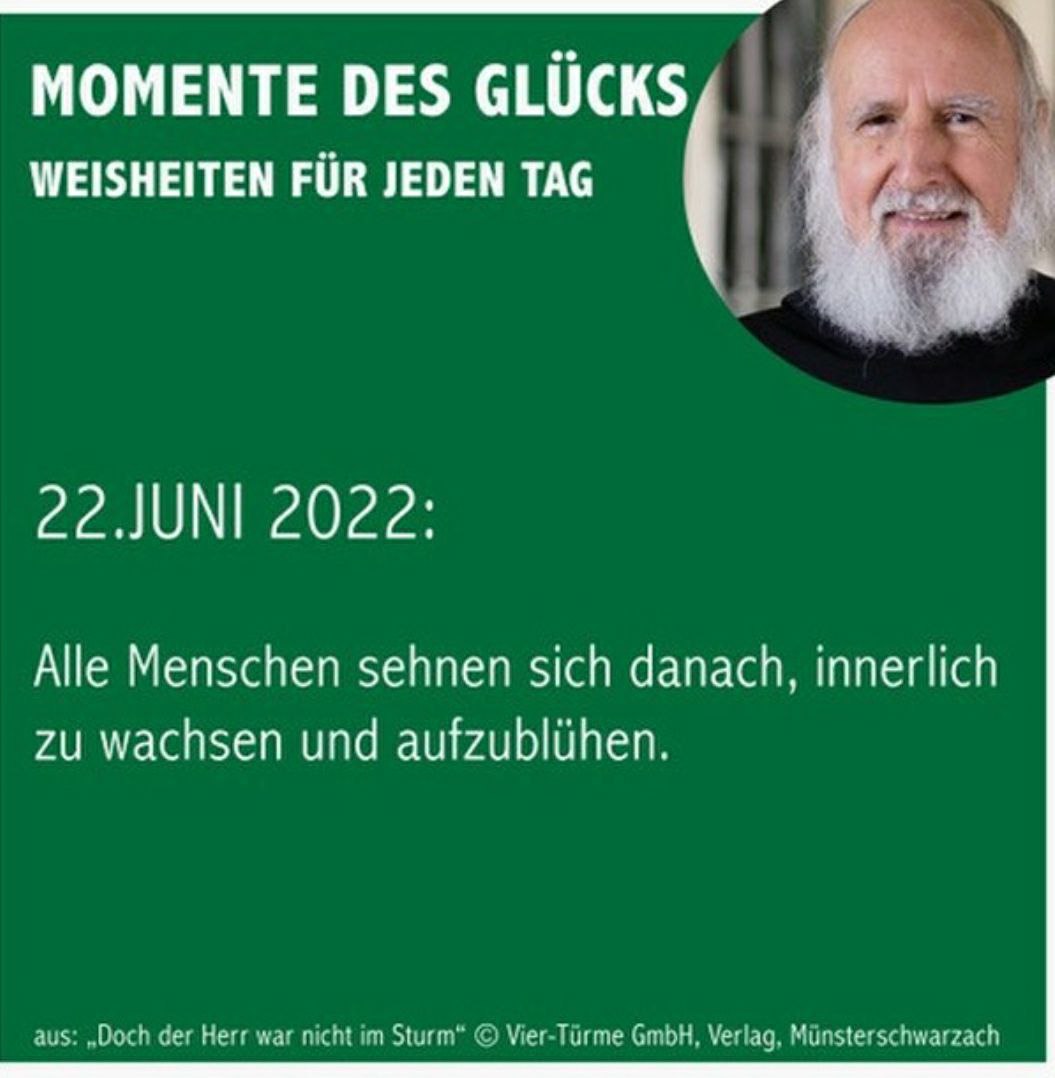 MOMENTE DES GLÜCKS
WEISHEITEN FÜR JEDEN TAG
22.JUNI 2022:
Alle Menschen sehnen sich danach, innerlich
zu wachsen und aufzublühen.
aus: „Doch der Herr war nicht im Sturm“ © Vier-Türme GmbH, Verlag, Münsterschwarzach